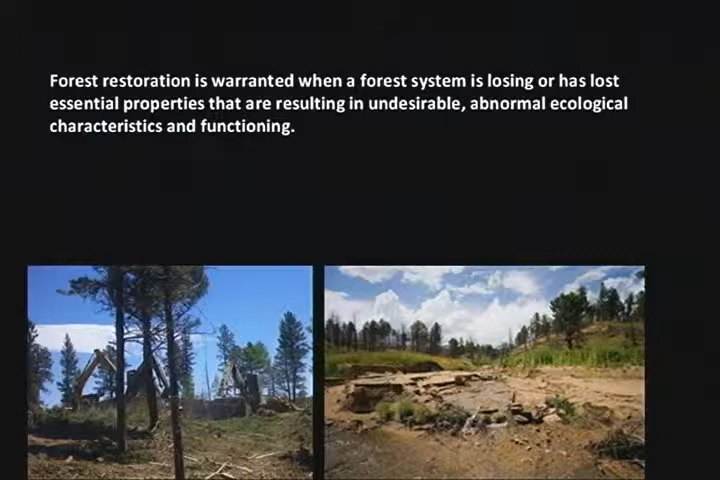 Forest restoration is warranted when a forest system is losing or has lost
essential properties that are resulting in undesirable, abnormal ecological
characteristics and functioning.